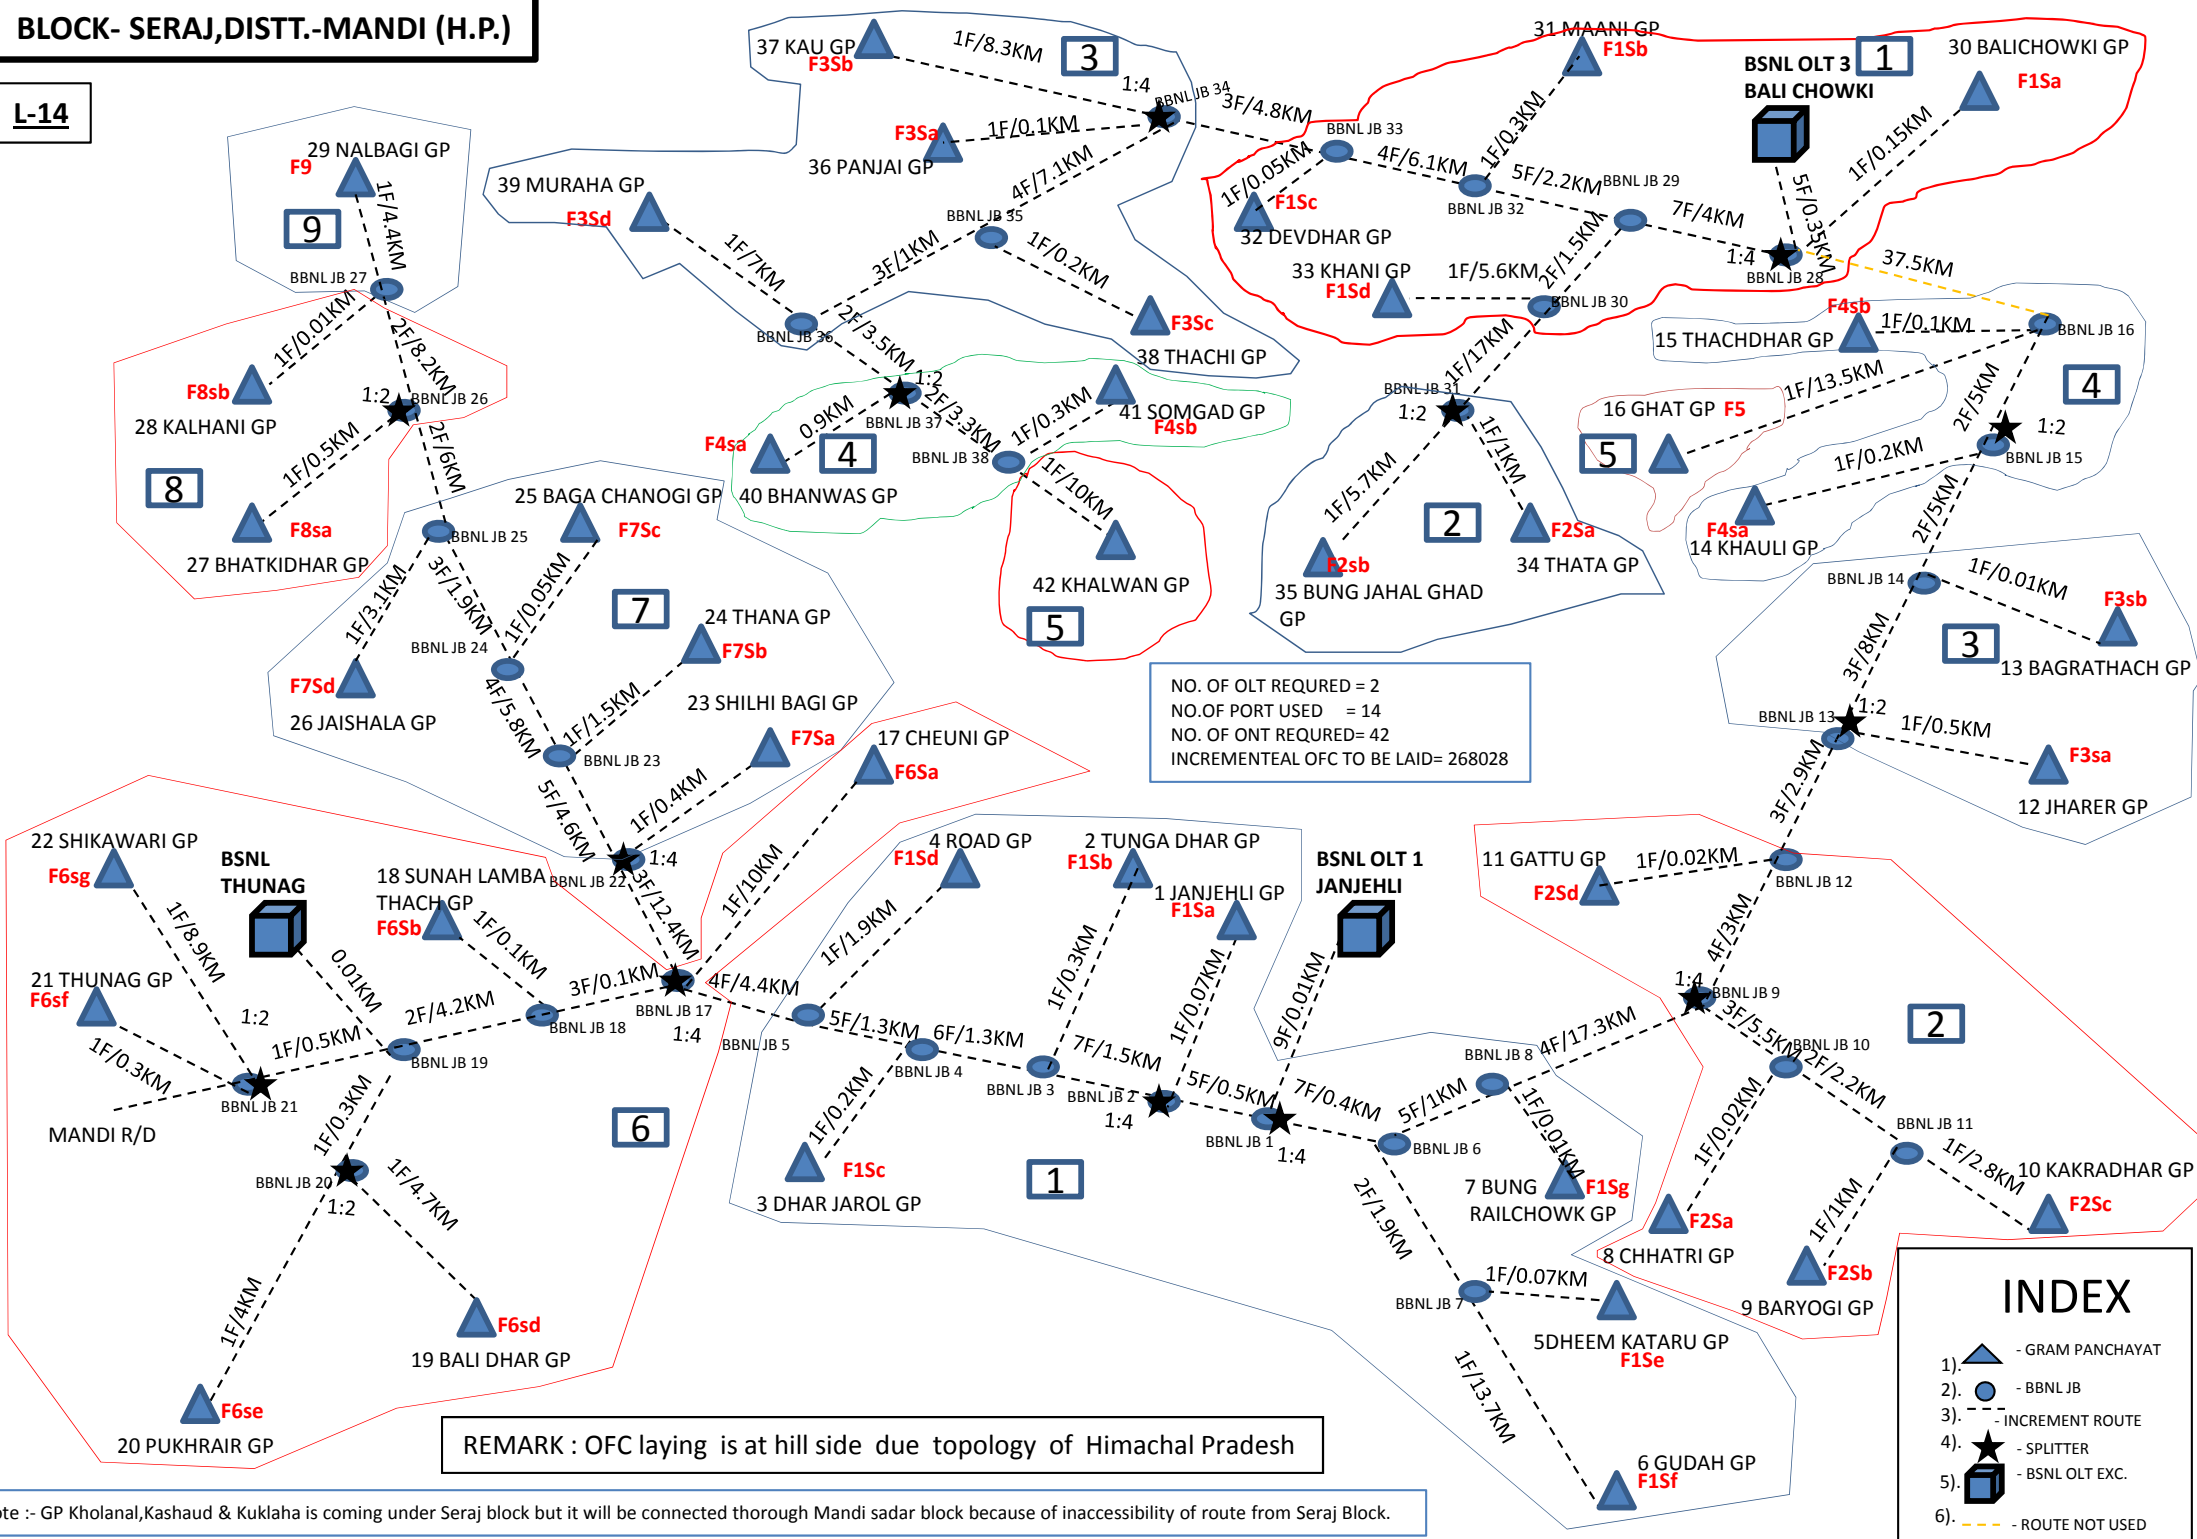 BLOCK- SERAJ,DISTT.-MANDI (H.P.)
L-14
37 KAU GP
F3Sb
1F/8.3KM
3
1:4
BBNL JB 34
3F/4.8KM
F3Sa
1F/0.1KM
36 PANJAI GP
4F/7.1KM
31 MAANI GP
F1Sb
1F/0.3KM
BSNL OLT 3
BALI CHOWKI
1
30 BALICHOWKI GP
F1Sa
1F/0.15KM
5F/0.35KM
BBNL JB 33
4F/6.1KM
1F/0.05KM
F1Sc
32 DEVDHAR GP
BBNL JB 32
5F/2.2KM
BBNL JB 29
7F/4KM
1:4
BBNL JB 28
37.5KM
2F/1.5KM
33 KHANI GP
F1Sd
1F/5.6KM
BBNL JB 30
1F/17KM
29 NALBAGI GP
F9
1F/4.4KM
9
BBNL JB 27
1F/0.01KM
2F/8.2KM
F8sb
28 KALHANI GP
1:2
BBNL JB 26
1F/0.5KM
8
F8sa
27 BHATKIDHAR GP
2F/6KM
39 MURAHA GP
F3Sd
1F/7KM
BBNL JB 35
3F/1KM
1F/0.2KM
F3Sc
38 THACHI GP
BBNL JB 36
2F/3.5KM
1:2
BBNL JB 37
0.9KM
F4sa
4
40 BHANWAS GP
2F/3.3KM
BBNL JB 38
1F/0.3KM
41 SOMGAD GP
F4sb
1F/10KM
42 KHALWAN GP
5
BBNL JB 31
1:2
1F/1KM
1F/5.7KM
2
F2Sa
34 THATA GP
F2sb
35 BUNG JAHAL GHAD
GP
F4sb
1F/0.1KM
15 THACHDHAR GP
BBNL JB 16
1F/13.5KM
4
2F/5KM
16 GHAT GP F5
5
1:2
BBNL JB 15
1F/0.2KM
F4sa
14 KHAULI GP
2F/5KM
BBNL JB 14
1F/0.01KM
F3sb
3
13 BAGRATHACH GP
3F/8KM
BBNL JB 13
1:2
1F/0.5KM
F3sa
12 JHARER GP
3F/2.9KM
25 BAGA CHANOGI GP
F7Sc
BBNL JB 25
3F/1.9KM
1F/0.05KM
1F/3.1KM
7
24 THANA GP
F7Sb
BBNL JB 24
F7Sd
26 JAISHALA GP
4F/5.8KM
1F/1.5KM
23 SHILHI BAGI GP
F7Sa
BBNL JB 23
5F/4.6KM
1F/0.4KM
BBNL JB 22
1:4
3F/12.4KM
17 CHEUNI GP
F6Sa
1F/10KM
NO. OF OLT REQURED = 2
NO.OF PORT USED = 14
NO. OF ONT REQURED= 42
INCREMENTEAL OFC TO BE LAID= 268028
22 SHIKAWARI GP
F6sg
1F/8.9KM
BSNL
THUNAG
18 SUNAH LAMBA
THACH GP
F6Sb
1F/0.1KM
0.01KM
21 THUNAG GP
F6sf
1:2
1F/0.3KM
1F/0.5KM
2F/4.2KM
3F/0.1KM
BBNL JB 17
1:4
BBNL JB 18
BBNL JB 19
BBNL JB 21
MANDI R/D
1F/0.3KM
6
BBNL JB 20
1:2
1F/4.7KM
1F/4KM
F6sd
19 BALI DHAR GP
F6se
20 PUKHRAIR GP
4 ROAD GP
F1Sd
1F/1.9KM
2 TUNGA DHAR GP
F1Sb
1F/0.3KM
1 JANJEHLI GP
F1Sa
1F/0.07KM
BSNL OLT 1
JANJEHLI
9F/0.01KM
4F/4.4KM
BBNL JB 5
5F/1.3KM
BBNL JB 4
6F/1.3KM
BBNL JB 3
7F/1.5KM
BBNL JB 2
1:4
5F/0.5KM
BBNL JB 1
1:4
7F/0.4KM
BBNL JB 6
1F/0.2KM
F1Sc
3 DHAR JAROL GP
1
5F/1KM
BBNL JB 8
4F/17.3KM
1F/0.01KM
F1Sg
7 BUNG
RAILCHOWK GP
2F/1.9KM
BBNL JB 7
1F/0.07KM
5DHEEM KATARU GP
F1Se
1F/13.7KM
6 GUDAH GP
F1Sf
11 GATTU GP
F2Sd
1F/0.02KM
BBNL JB 12
4F/3KM
1:4
BBNL JB 9
2
3F/5.5KM
BBNL JB 10
2F/2.2KM
1F/0.02KM
F2Sa
8 CHHATRI GP
BBNL JB 11
1F/2.8KM
1F/1KM
10 KAKRADHAR GP
F2Sc
F2Sb
9 BARYOGI GP
INDEX
1). - GRAM PANCHAYAT
2). - BBNL JB
3). - INCREMENT ROUTE
4). - SPLITTER
5). - BSNL OLT EXC.
6). - ROUTE NOT USED
REMARK : OFC laying is at hill side due topology of Himachal Pradesh
ote :- GP Kholanal,Kashaud & Kuklaha is coming under Seraj block but it will be connected thorough Mandi sadar block because of inaccessibility of route from Seraj Block.